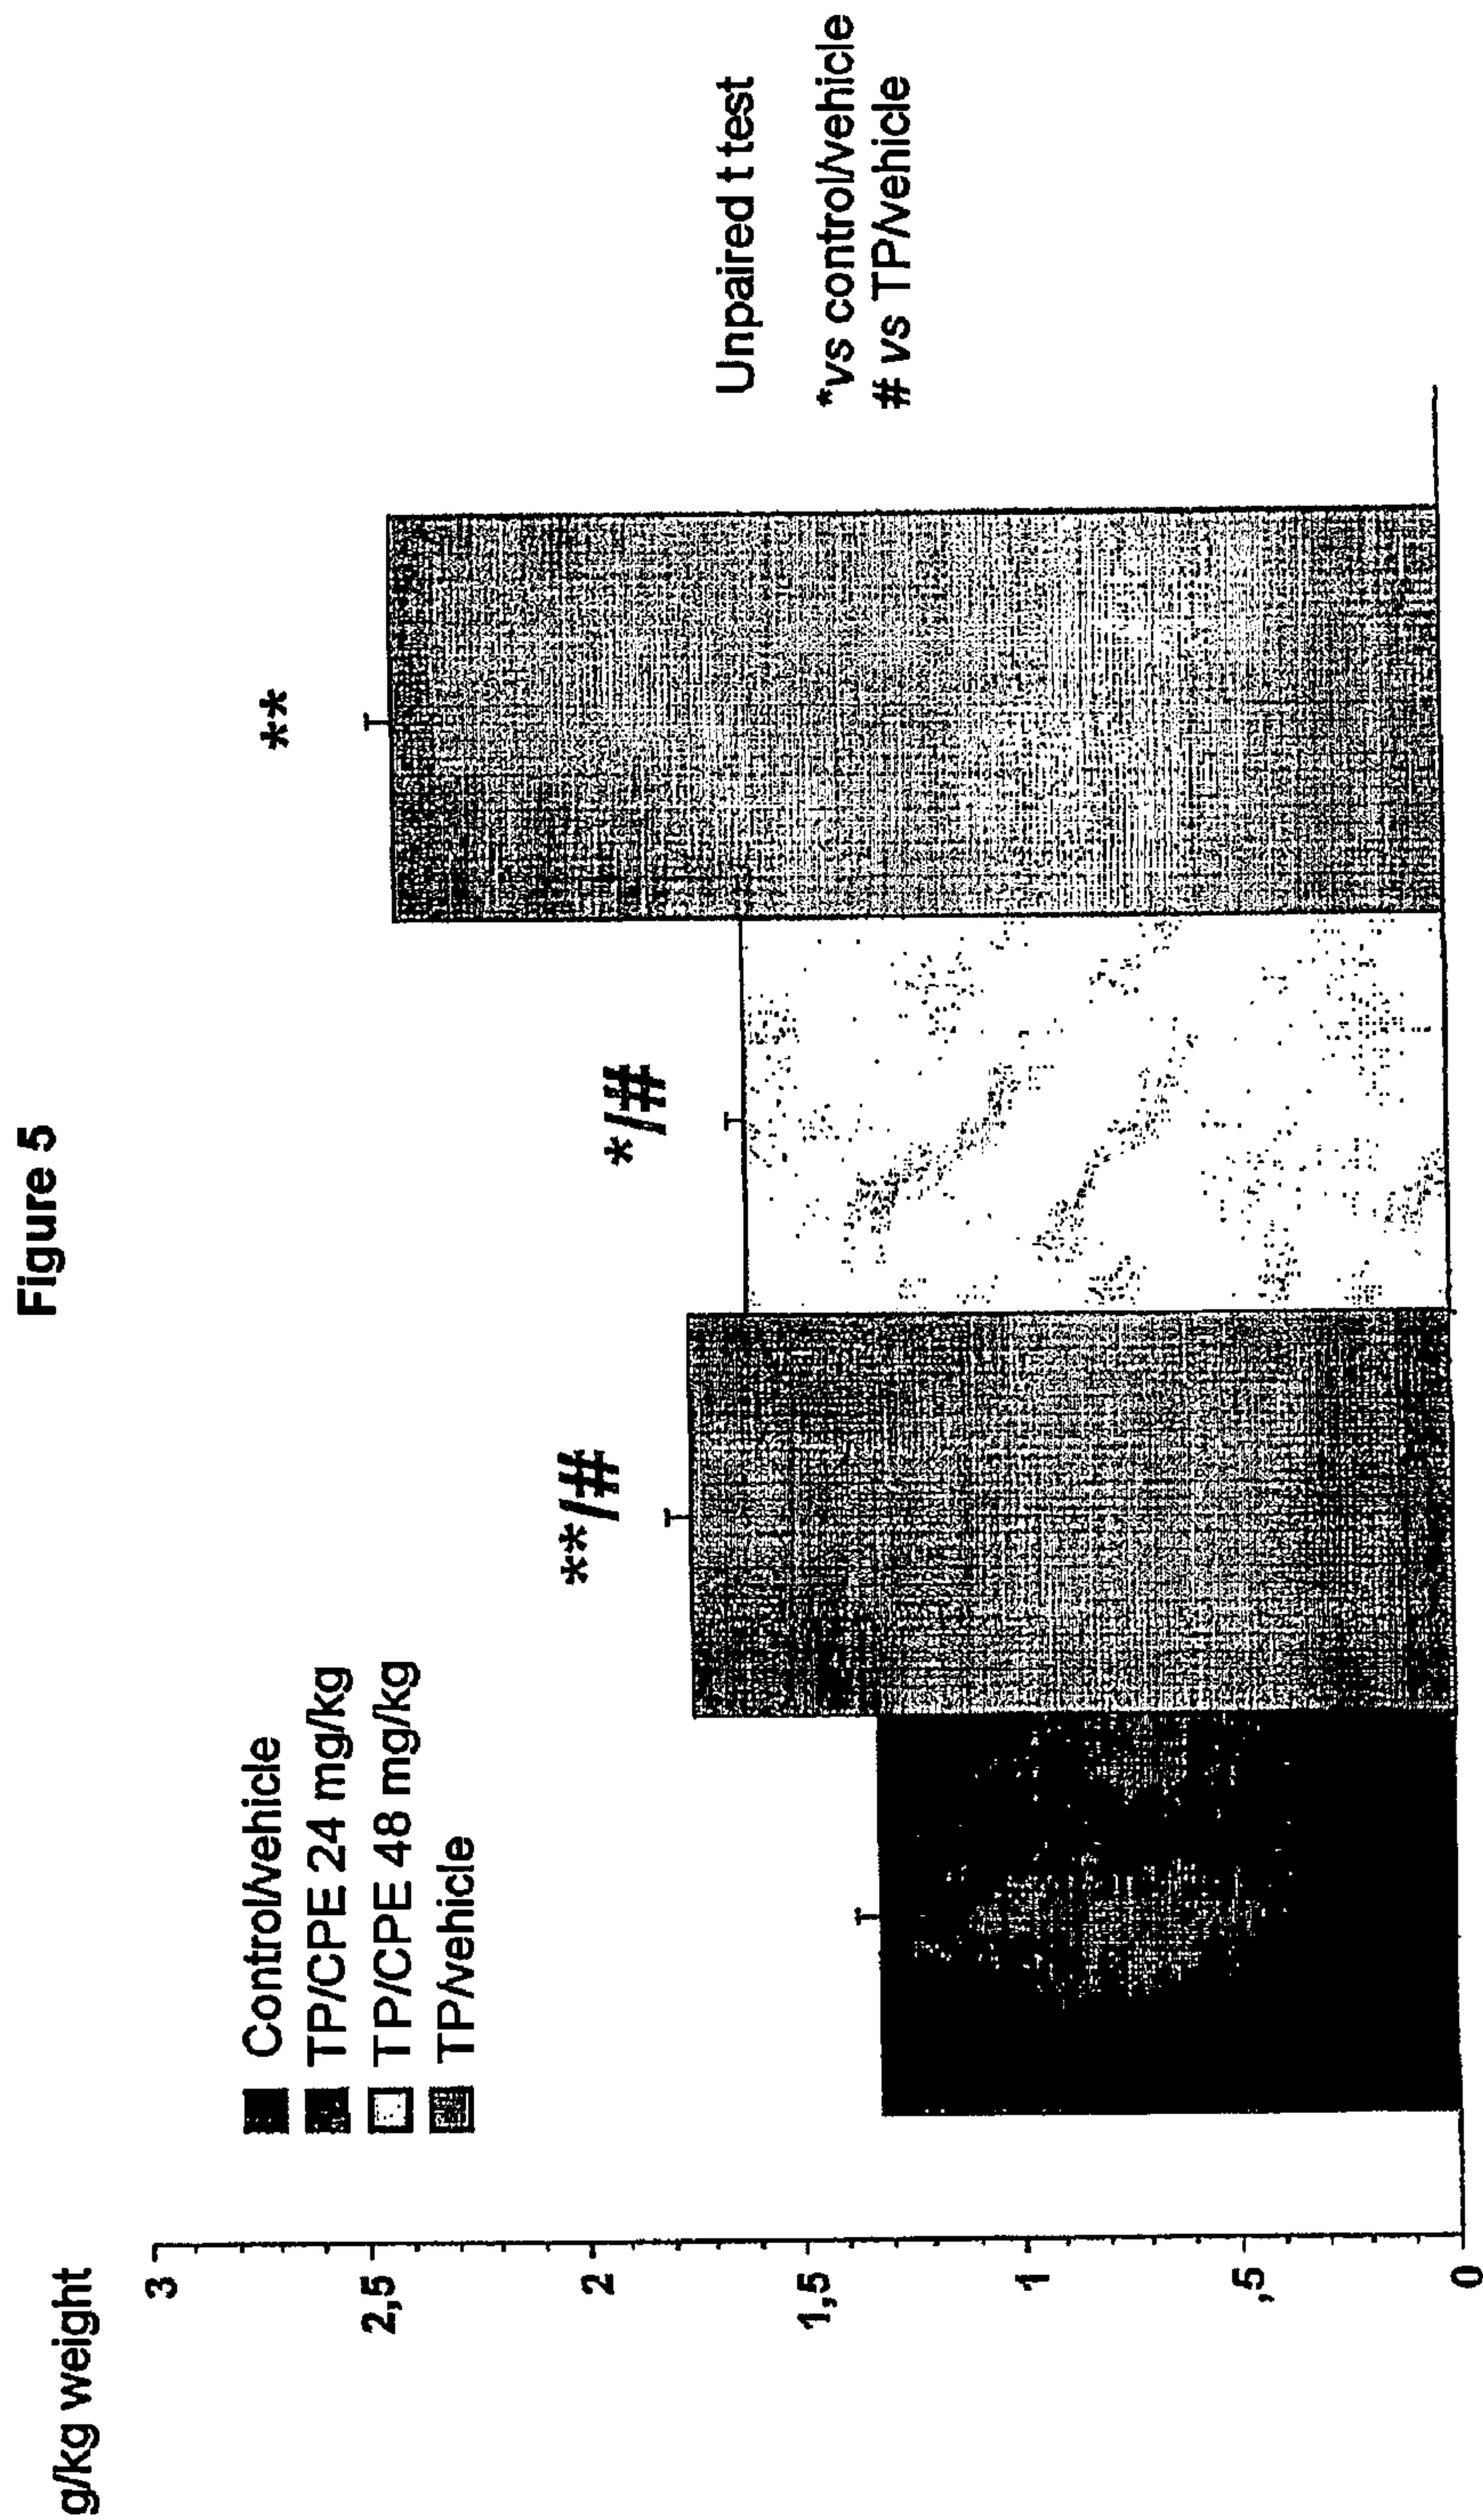 Figure 5
g/kg weight
3
2,5
2
1,5
1
,5
0
Control/vehicle
TP/CPE 24 mg/kg
TP/CPE 48 mg/kg
TP/vehicle
**/#
*/#
**
Unpaired t test
*vs control/vehicle
# vs TP/vehicle